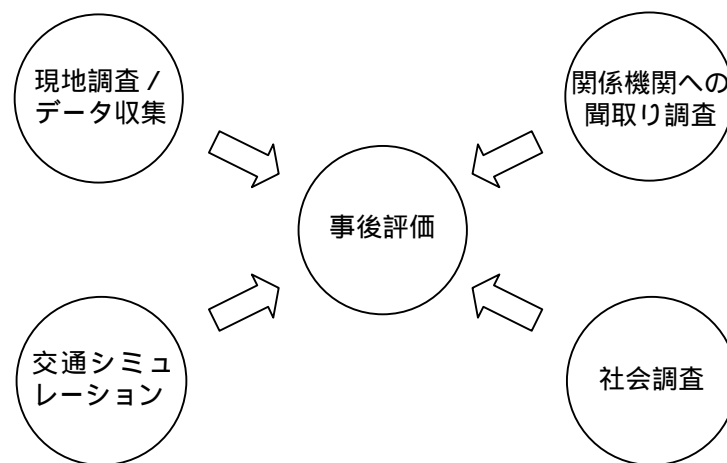 現地調査 /
データ収集
関係機関への
聞取り調査
事後評価
交通シミュ
レーション
社会調査